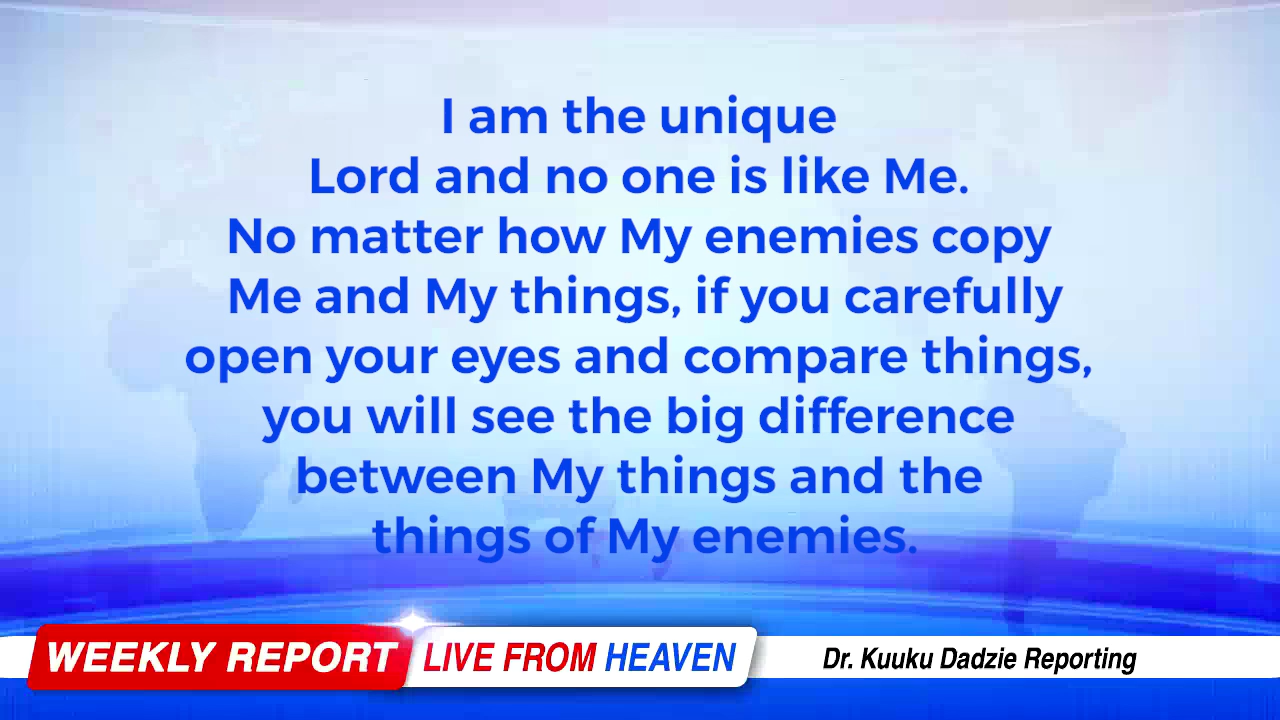 I am the unique
Lord and no one is like Me.
No matter how My enemies copy
Me and My things, if you carefully
open your eyes and compare things,
you will see the big difference
between My things and the
things of My enemies.
WEEKLY REPORT LIVE FROM HEAVEN Dr. Kuuku Dadzie Reporting